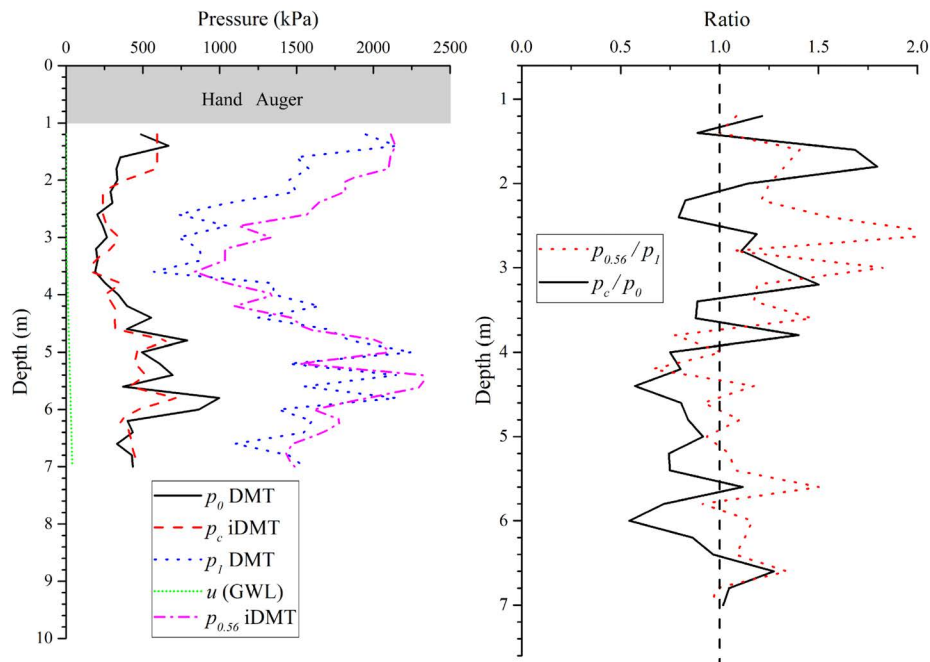 Pressure (kPa)
0 500 1000 1500 2000 2500
0
1
2
3
4
5
6
7
8
9
10
Depth (m)
Hand Auger
p0 DMT
pc iDMT
p1 DMT
u (GWL)
p0.56 iDMT
Ratio
0.0 0.5 1.0 1.5 2.0
1
2
3
4
5
6
7
Depth (m)
p0.56 / p1
pc / p0